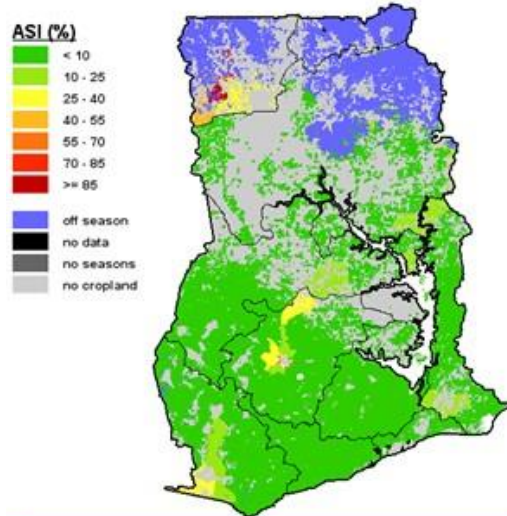 ASI (%)
< 10
10 - 25
25 - 40
40 - 55
55 - 70
70 - 85
>= 85
off season
no data
no seasons
no cropland